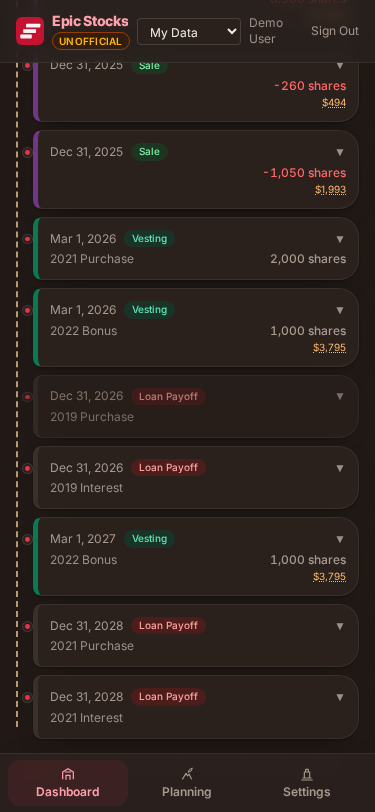 Epic Stocks
UNOFFICIAL
My Data
Demo
User
Sign Out
Dec 31, 2025 Sale ▼
-260 shares
$494
Dec 31, 2025 Sale ▼
-1,050 shares
$1,993
Mar 1, 2026 Vesting ▼
2021 Purchase 2,000 shares
Mar 1, 2026 Vesting ▼
2022 Bonus 1,000 shares
$3,795
Dec 31, 2026 Loan Payoff ▼
2019 Purchase
Dec 31, 2026 Loan Payoff ▼
2019 Interest
Mar 1, 2027 Vesting ▼
2022 Bonus 1,000 shares
$3,795
Dec 31, 2028 Loan Payoff ▼
2021 Purchase
Dec 31, 2028 Loan Payoff ▼
2021 Interest
Dashboard Planning Settings